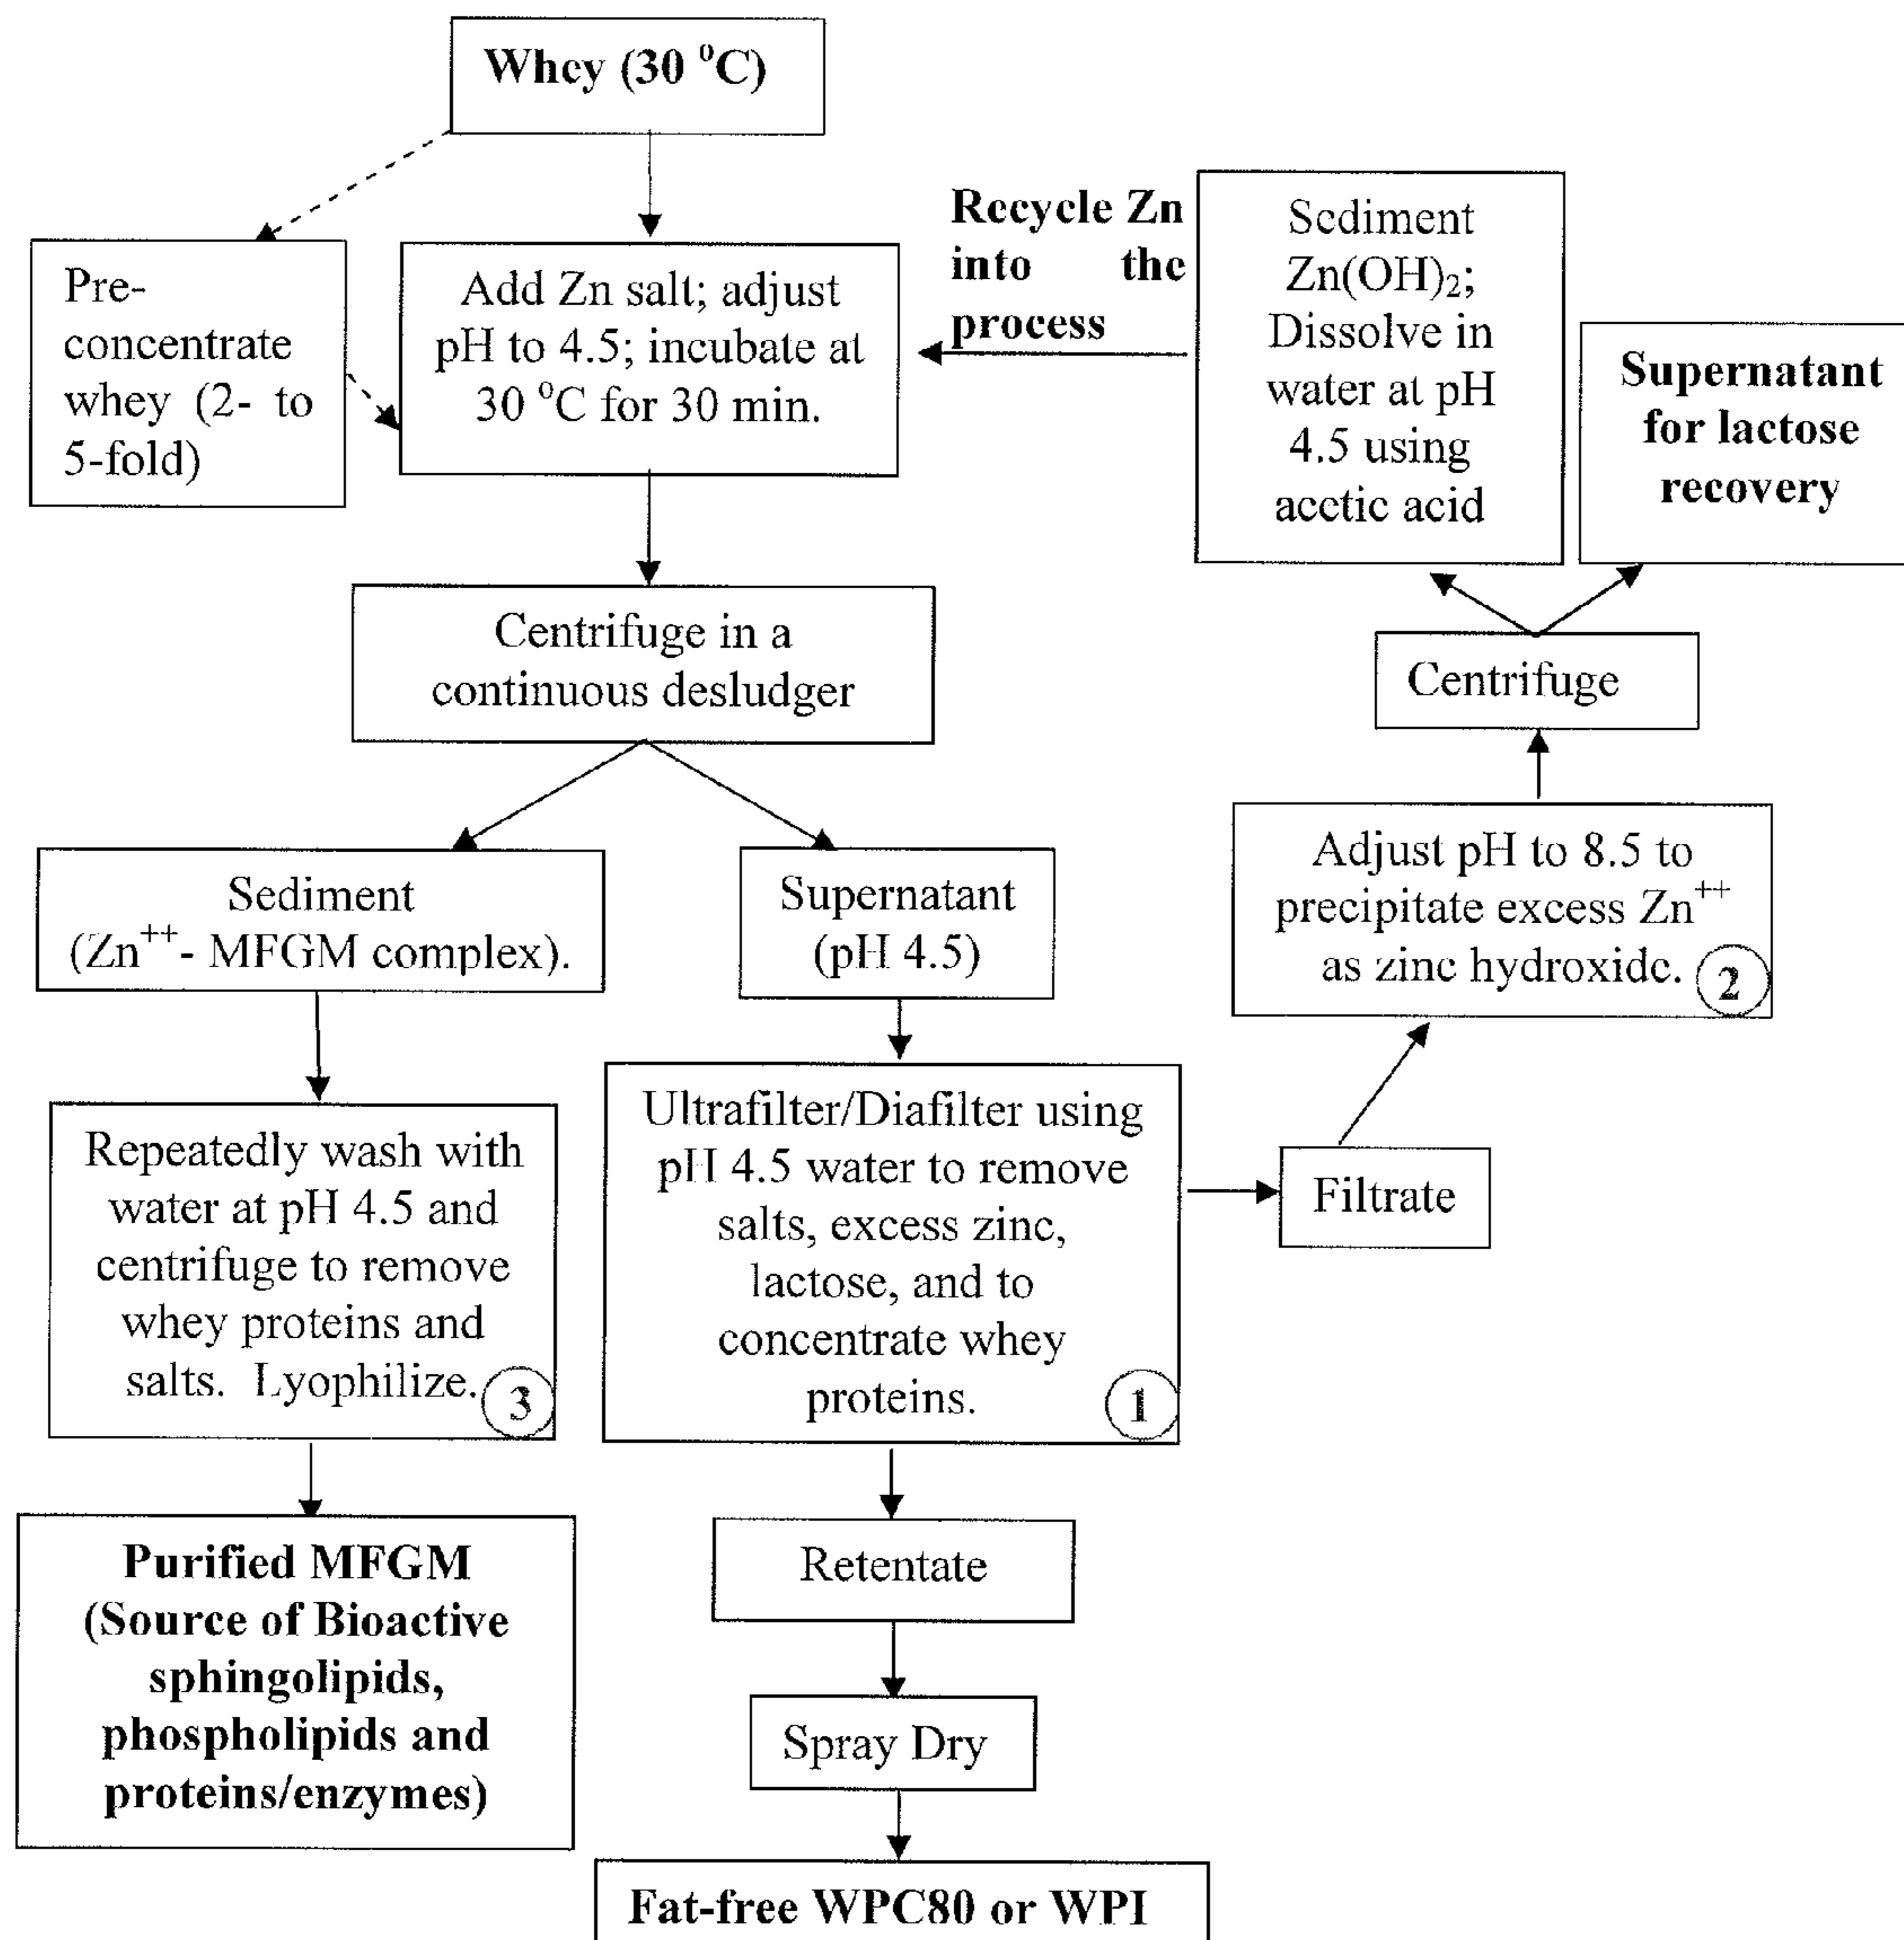 Whey (30 °C)
Pre-
concentrate
whey (2- to
5-fold)
Add Zn salt; adjust
pH to 4.5; incubate at
30 °C for 30 min.
Recycle Zn
into the
process
Sediment
Zn(OH)₂;
Dissolve in
water at pH
4.5 using
acetic acid
Supernatant
for lactose
recovery
Centrifuge in a
continuous desludger
Centrifuge
Sediment
(Zn⁺⁺- MFGM complex).
Supernatant
(pH 4.5)
Adjust pH to 8.5 to
precipitate excess Zn⁺⁺
as zinc hydroxide.
2
Repeatedly wash with
water at pH 4.5 and
centrifuge to remove
whey proteins and
salts. Lyophilize.
3
Ultrafilter/Diafilter using
pH 4.5 water to remove
salts, excess zinc,
lactose, and to
concentrate whey
proteins.
1
Filtrate
Purified MFGM
(Source of Bioactive
sphingolipids,
phospholipids and
proteins/enzymes)
Retentate
Spray Dry
Fat-free WPC80 or WPI